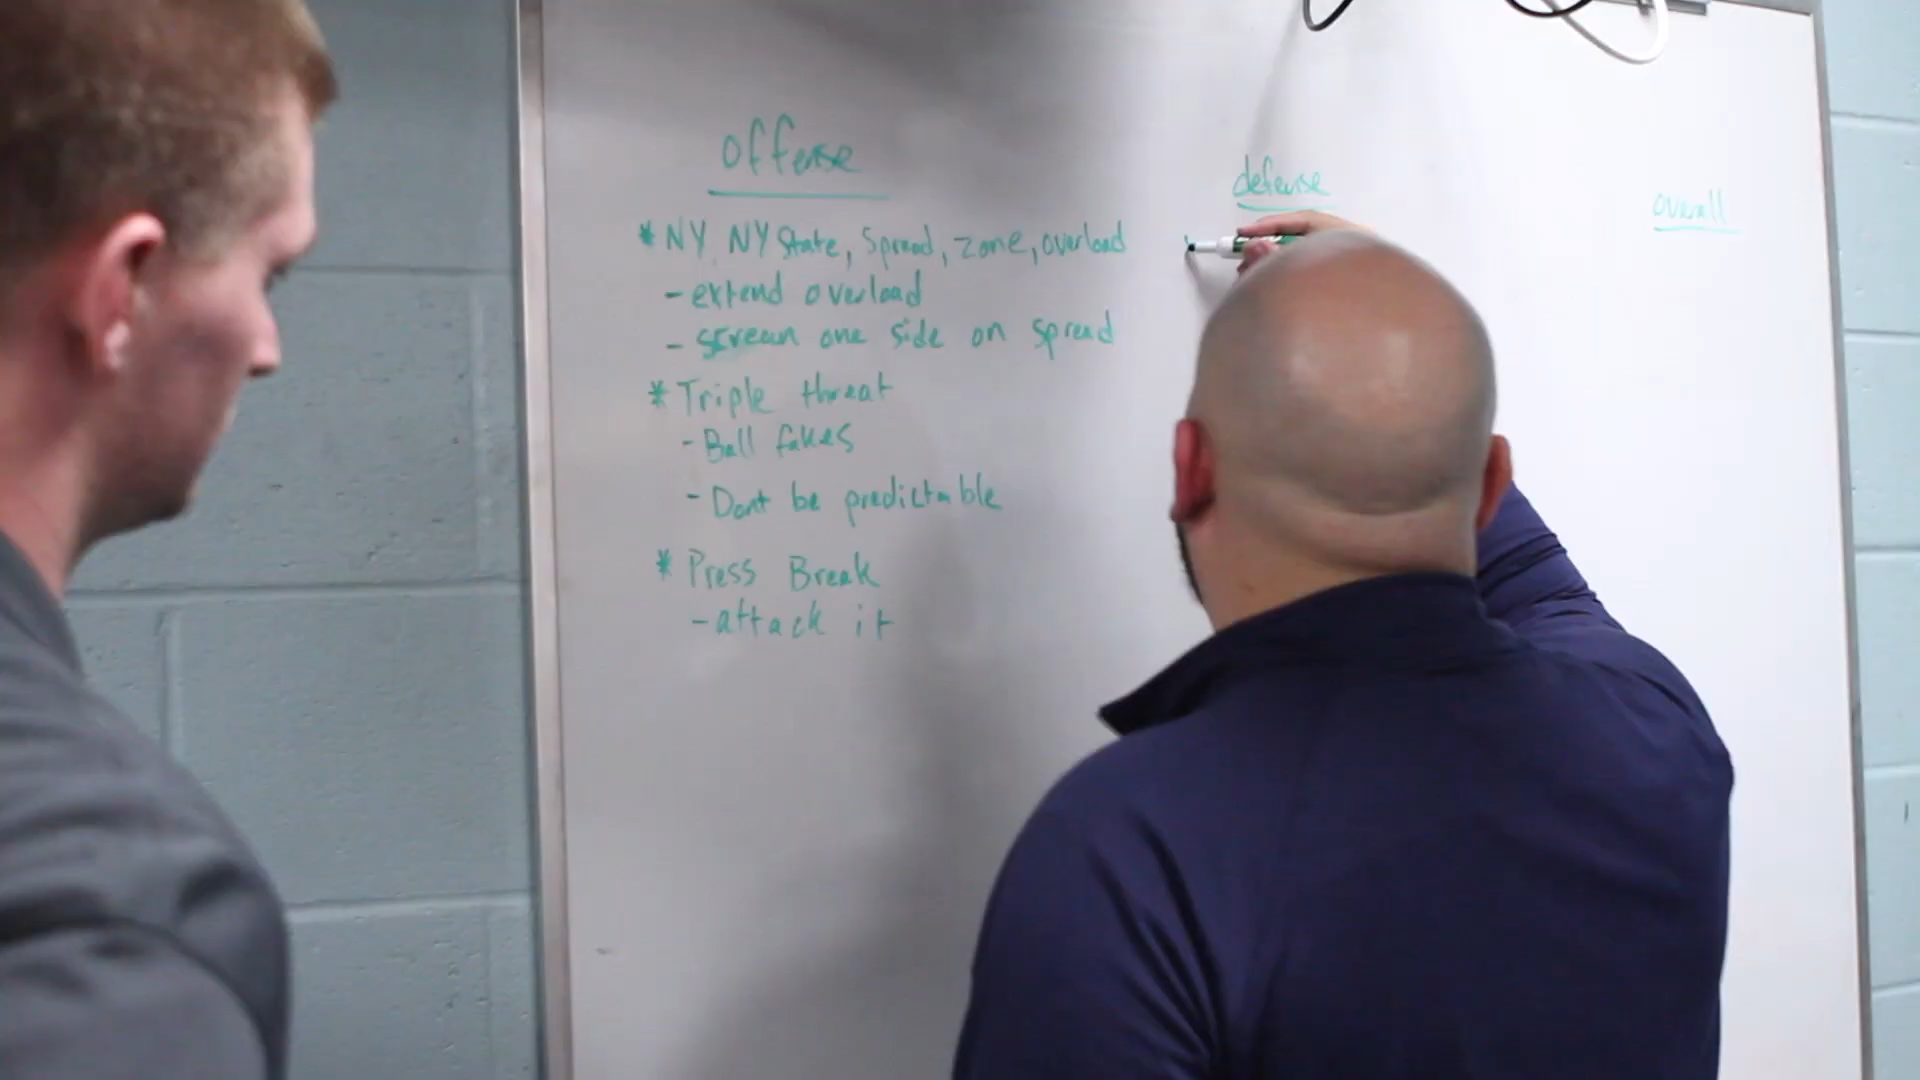 offense
* NY, NY State, Spread, zone, overload
- extend overload
- screen one side on spread
* Triple threat
- Ball fakes
- Dont be predictable
* Press Break
- attack it
defense
overall